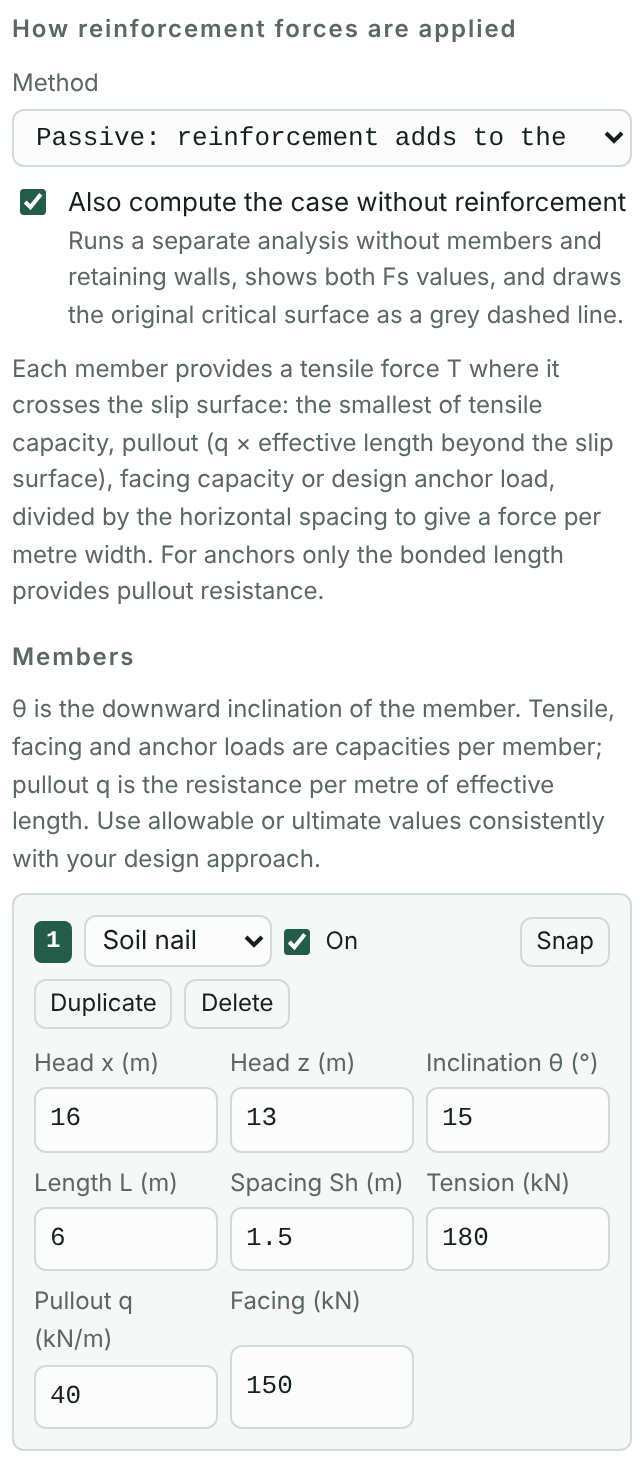 How reinforcement forces are applied
Method
Passive: reinforcement adds to the
Also compute the case without reinforcement
Runs a separate analysis without members and
retaining walls, shows both Fs values, and draws
the original critical surface as a grey dashed line.
Each member provides a tensile force T where it
crosses the slip surface: the smallest of tensile
capacity, pullout (q × effective length beyond the slip
surface), facing capacity or design anchor load,
divided by the horizontal spacing to give a force per
metre width. For anchors only the bonded length
provides pullout resistance.
Members
θ is the downward inclination of the member. Tensile,
facing and anchor loads are capacities per member;
pullout q is the resistance per metre of effective
length. Use allowable or ultimate values consistently
with your design approach.
1 Soil nail On Snap
Duplicate Delete
Head x (m) Head z (m) Inclination θ (°)
16 13 15
Length L (m) Spacing Sh (m) Tension (kN)
6 1.5 180
Pullout q Facing (kN)
(kN/m)
40 150